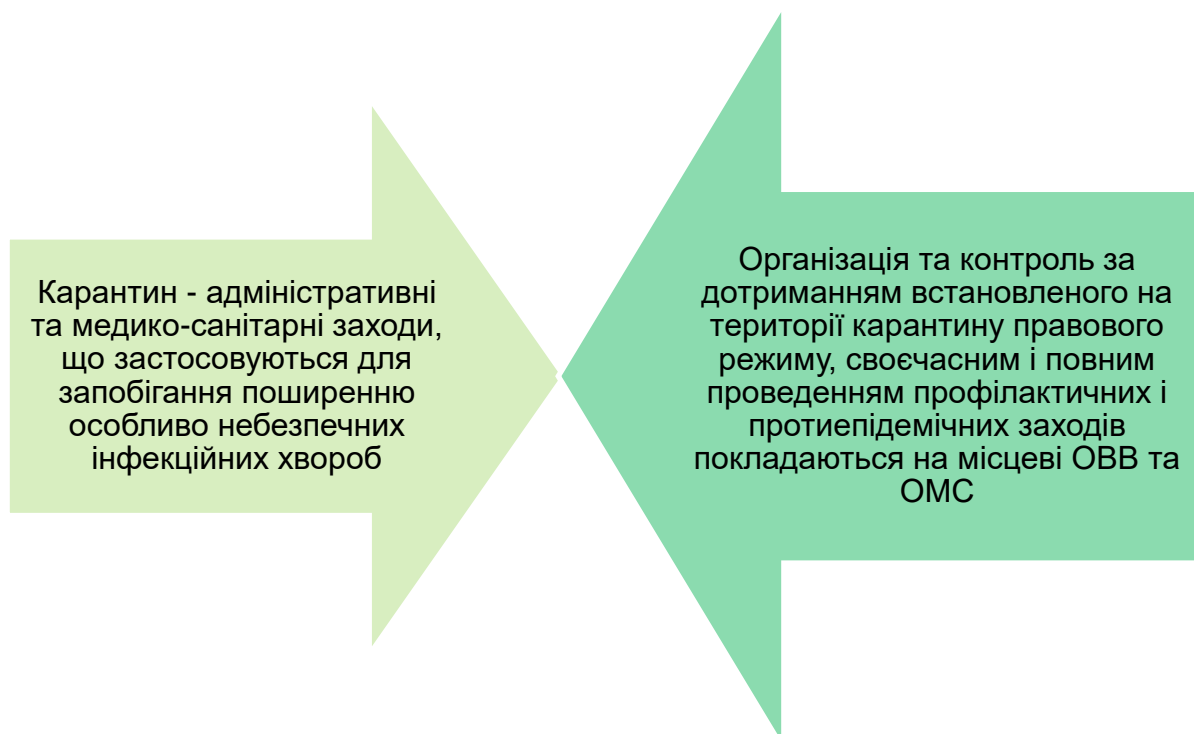 Карантин - адміністративні
та медико-санітарні заходи,
що застосовуються для
запобігання поширенню
особливо небезпечних
інфекційних хвороб
Організація та контроль за
дотриманням встановленого на
території карантину правового
режиму, своєчасним і повним
проведенням профілактичних і
протиепідемічних заходів
покладаються на місцеві ОВВ та
ОМС